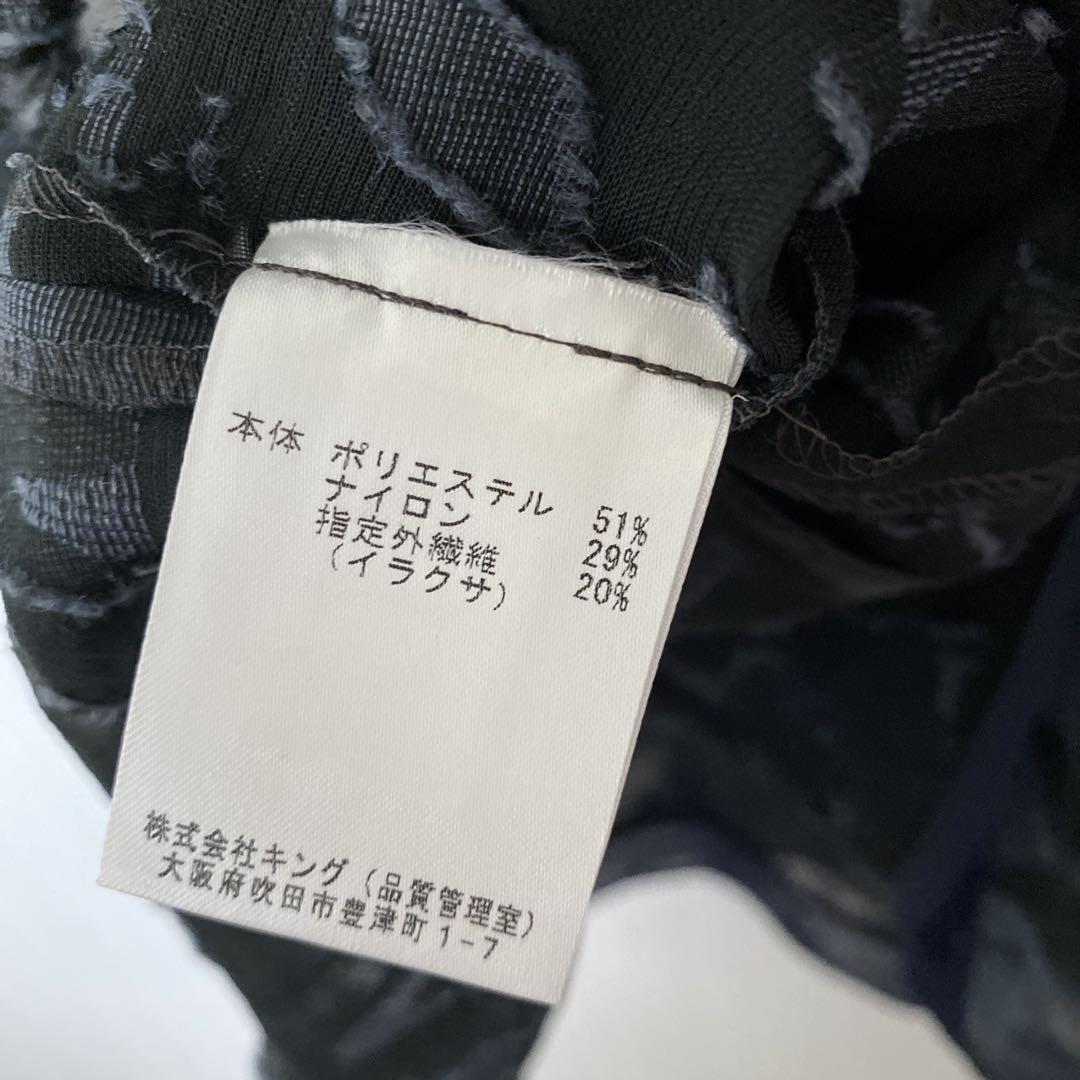 本体 ポリエステル 51%
ナイロン 29%
指定外繊維 20%
(イラクサ)
株式会社キング(品質管理室)
大阪府吹田市豊津町1-7